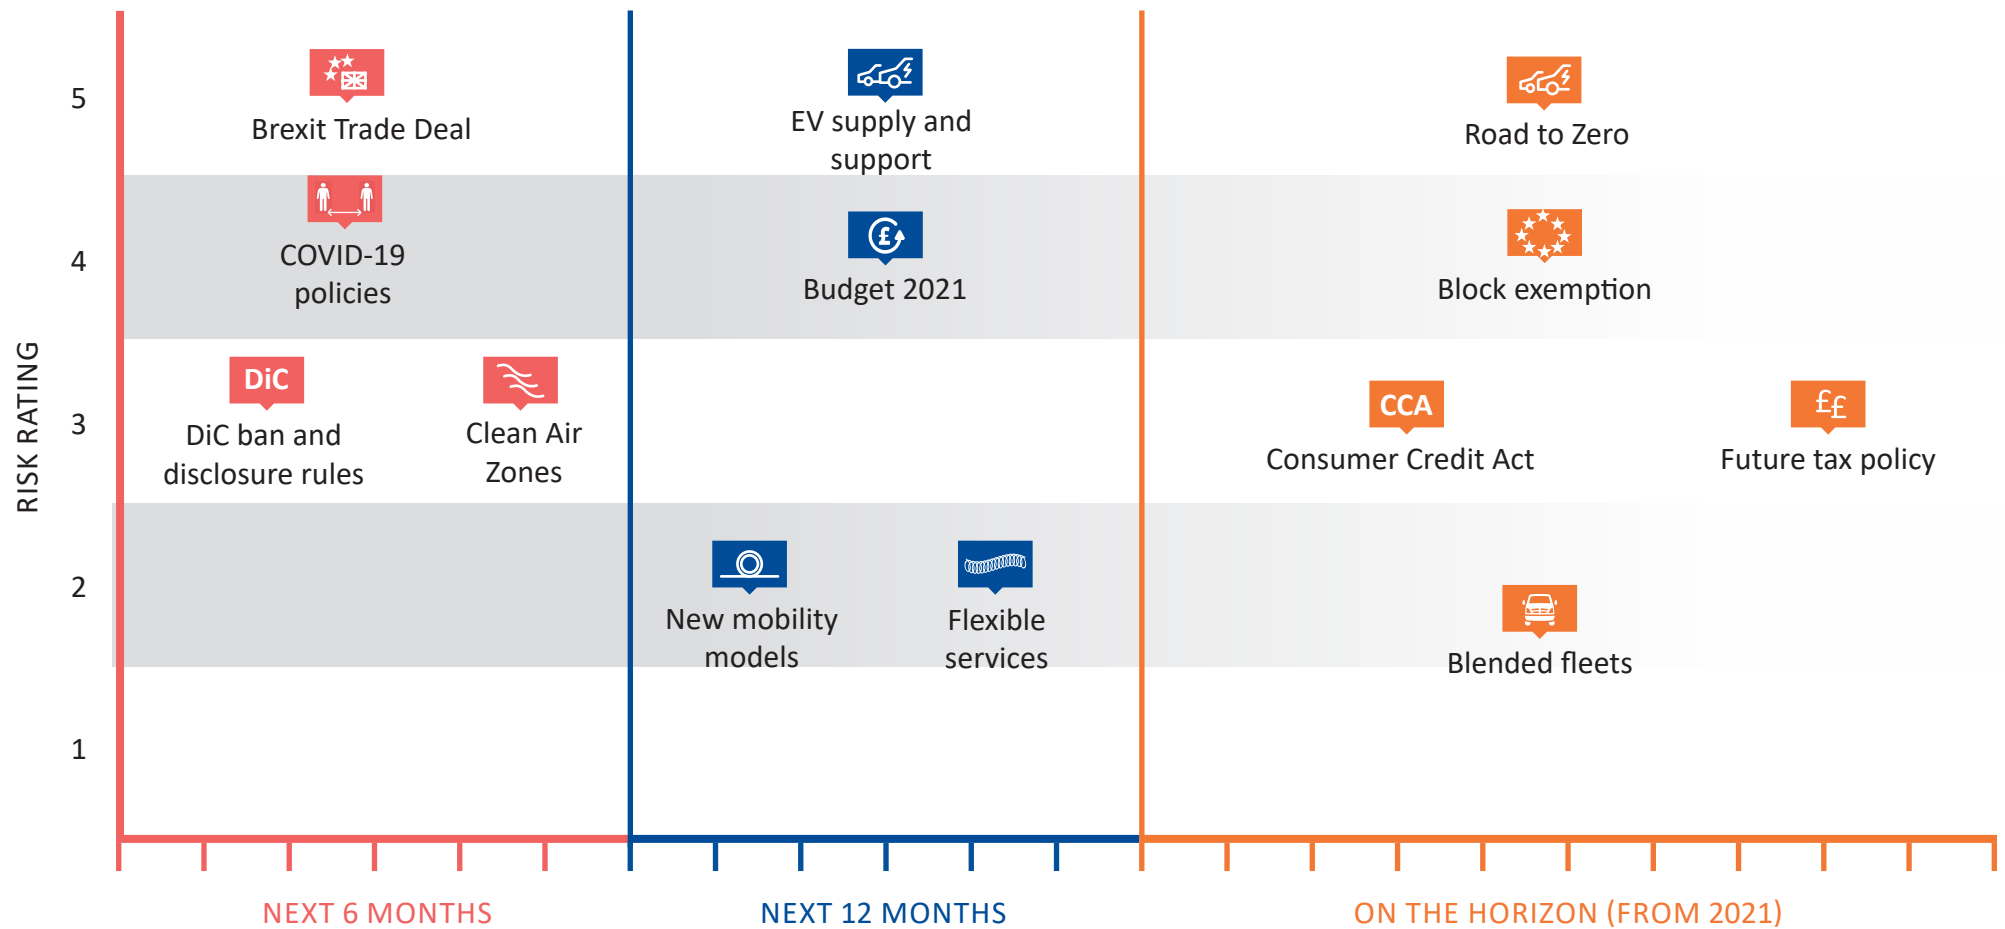 RISK RATING
5
Brexit Trade Deal
EV supply and
support
Road to Zero
4
COVID-19
policies
£
Budget 2021
Block exemption
3
DiC
DiC ban and
disclosure rules
Clean Air
Zones
CCA
Consumer Credit Act
££
Future tax policy
2
New mobility
models
Flexible
services
Blended fleets
1
NEXT 6 MONTHS
NEXT 12 MONTHS
ON THE HORIZON (FROM 2021)